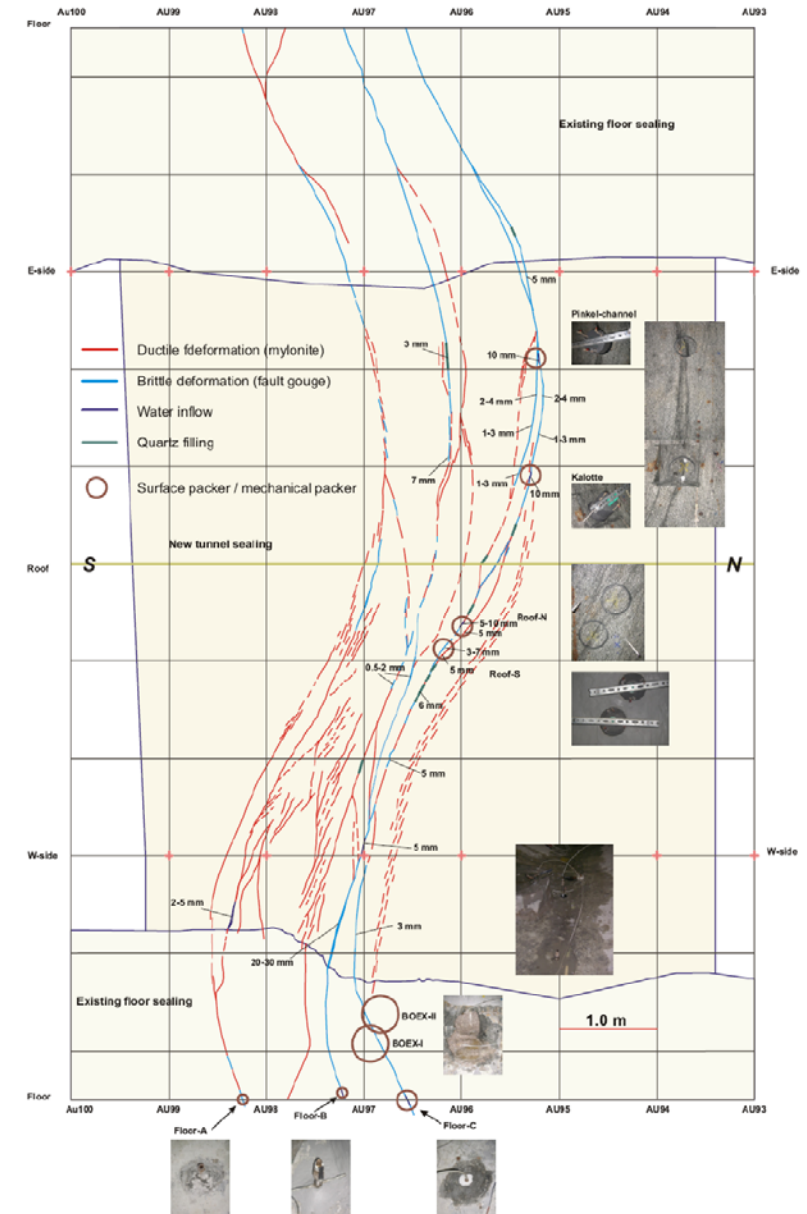 Au100 AU99 AU98 AU97 AU96 AU95 AU94 AU93
Floor
Existing floor sealing
E-side E-side
5 mm
Pinkel-channel
3 mm
10 mm
Ductile fdeformation (mylonite)
Brittle deformation (fault gouge)
2-4 mm 2-4 mm
Water inflow
1-3 mm 1-3 mm
Quartz filling
7 mm 1-3 mm Kalotte
Surface packer / mechanical packer
10 mm
New tunnel sealing
Roof S N
5-10 mm Roof-N
5 mm
3-7 mm
0.5-2 mm 5 mm Roof-S
6 mm
5 mm
5 mm
W-side W-side
2-5 mm
3 mm
20-30 mm
Existing floor sealing
BOEX-II
1.0 m
BOEX-I
Floor
Au100 AU99 AU98 AU97 AU96 AU95 AU94 AU93
Floor-A Floor-B Floor-C